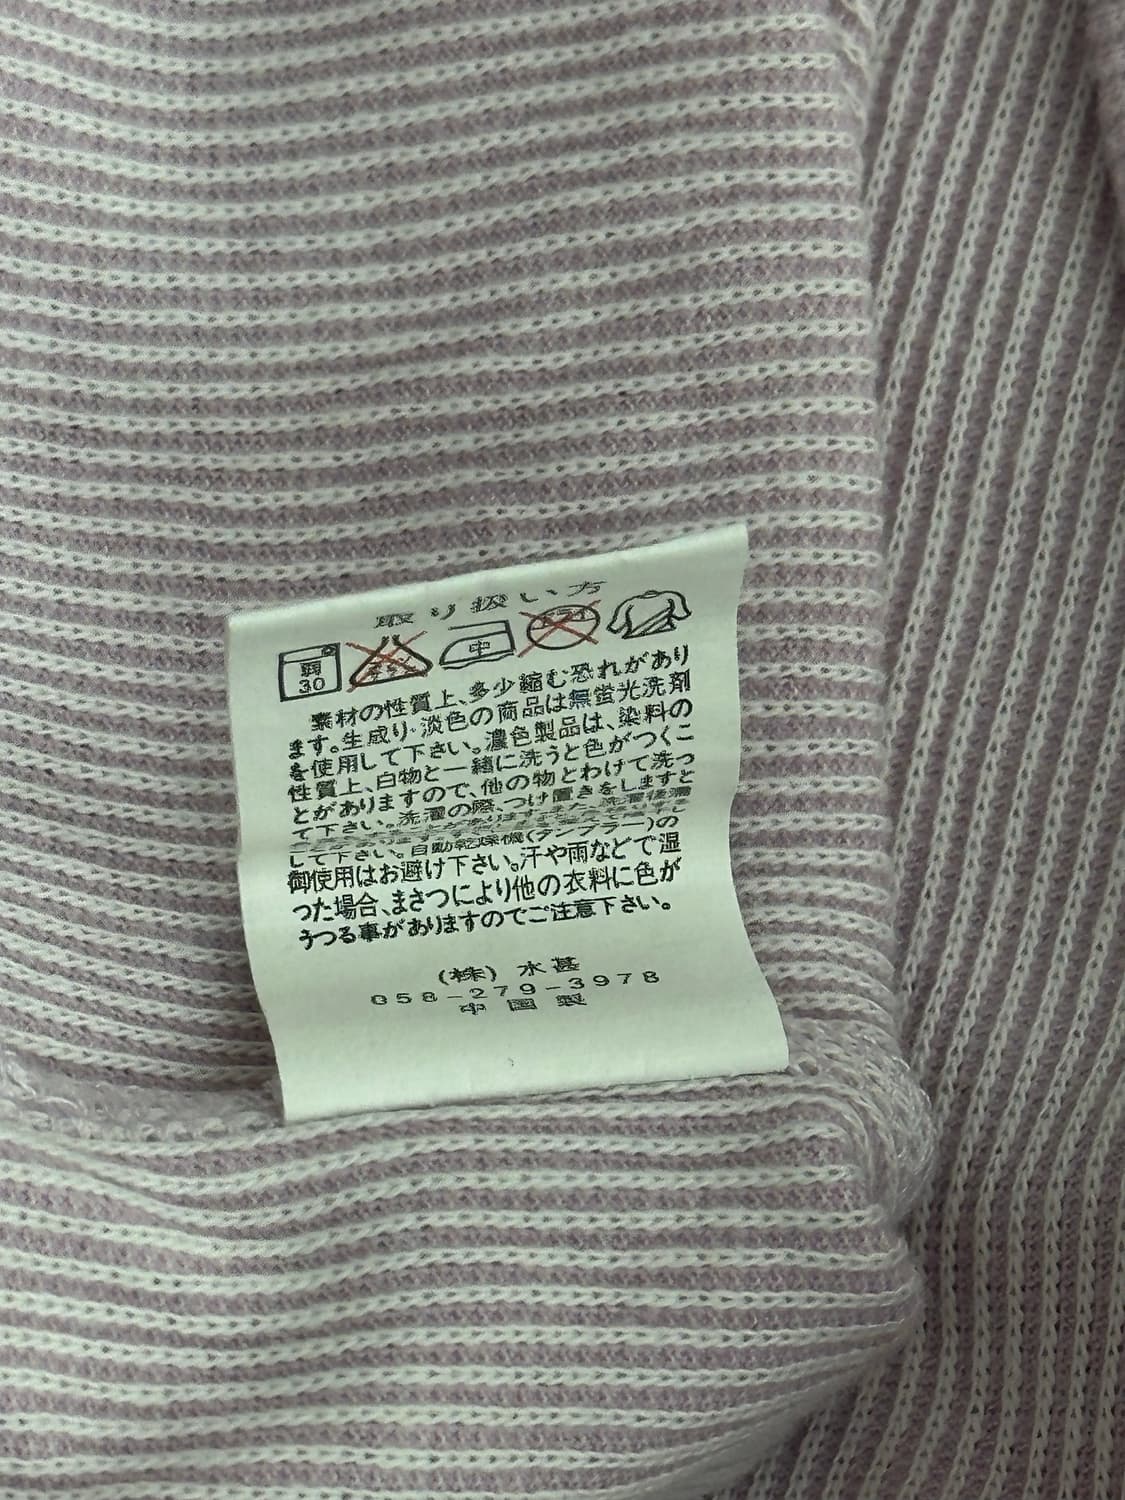 取り扱い方
弱
30
中
素材の性質上、多少縮む恐れがあり
ます。生成り・淡色の商品は無蛍光洗剤
を使用して下さい。濃色製品は、染料の
性質上、白物と一緒に洗うと色がつくこ
とがありますので、他の物とわけて洗っ
て下さい。洗濯の際、つけ置きをしますと
して下さい。自動乾燥機(タンブラー)の
御使用はお避け下さい。汗や雨などで湿
った場合、まさつにより他の衣料に色が
うつる事がありますのでご注意下さい。
(株) 水甚
058-279-3978
中国製